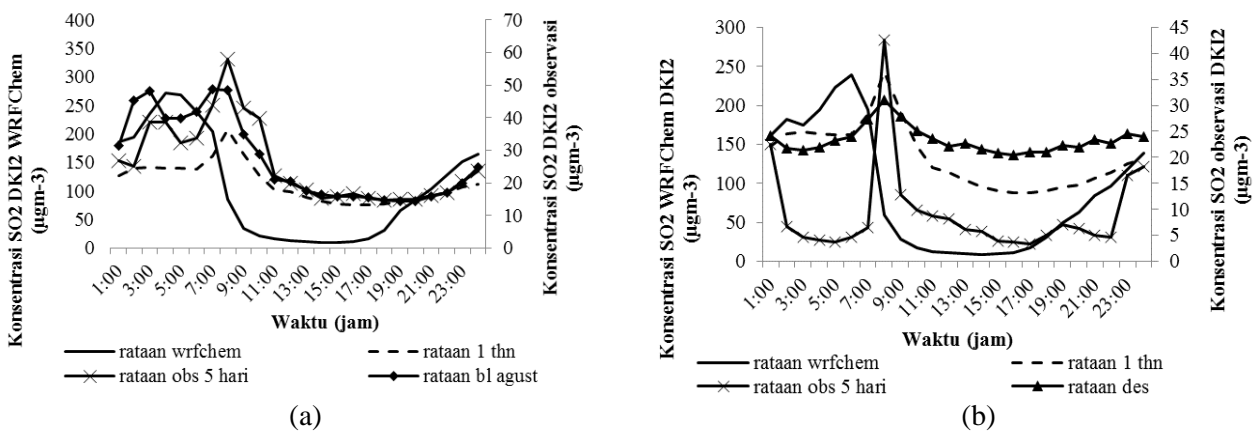 Konsentrasi SO2 DKI2 WRFChem
(µgm-3)
400
350
300
250
200
150
100
50
0
70
60
50
40
30
20
10
0
Konsentrasi SO2 DKI2 observasi
(µgm-3)
1:00
3:00
5:00
7:00
9:00
11:00
13:00
15:00
17:00
19:00
21:00
23:00
Waktu (jam)
rataan wrfchem
rataan 1 thn
rataan obs 5 hari
rataan bl agust
(a)
Konsentrasi SO2 WRFChem DKI2
(µgm-3)
300
250
200
150
100
50
0
45
40
35
30
25
20
15
10
5
0
Konsentrasi SO2 observasi DKI2
(µgm-3)
1:00
3:00
5:00
7:00
9:00
11:00
13:00
15:00
17:00
19:00
21:00
23:00
Waktu (jam)
rataan wrfchem
rataan 1 thn
rataan obs 5 hari
rataan des
(b)